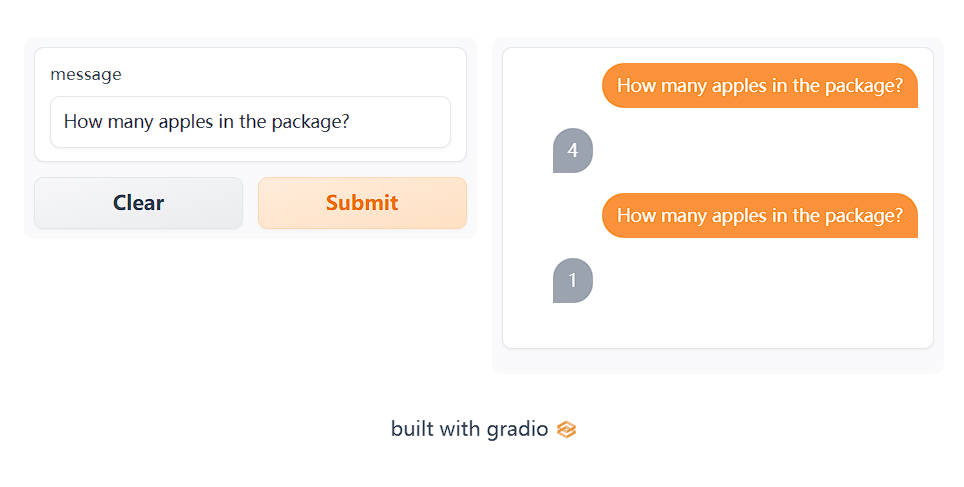 message
How many apples in the package?
Clear
Submit
How many apples in the package?
4
How many apples in the package?
1
built with gradio